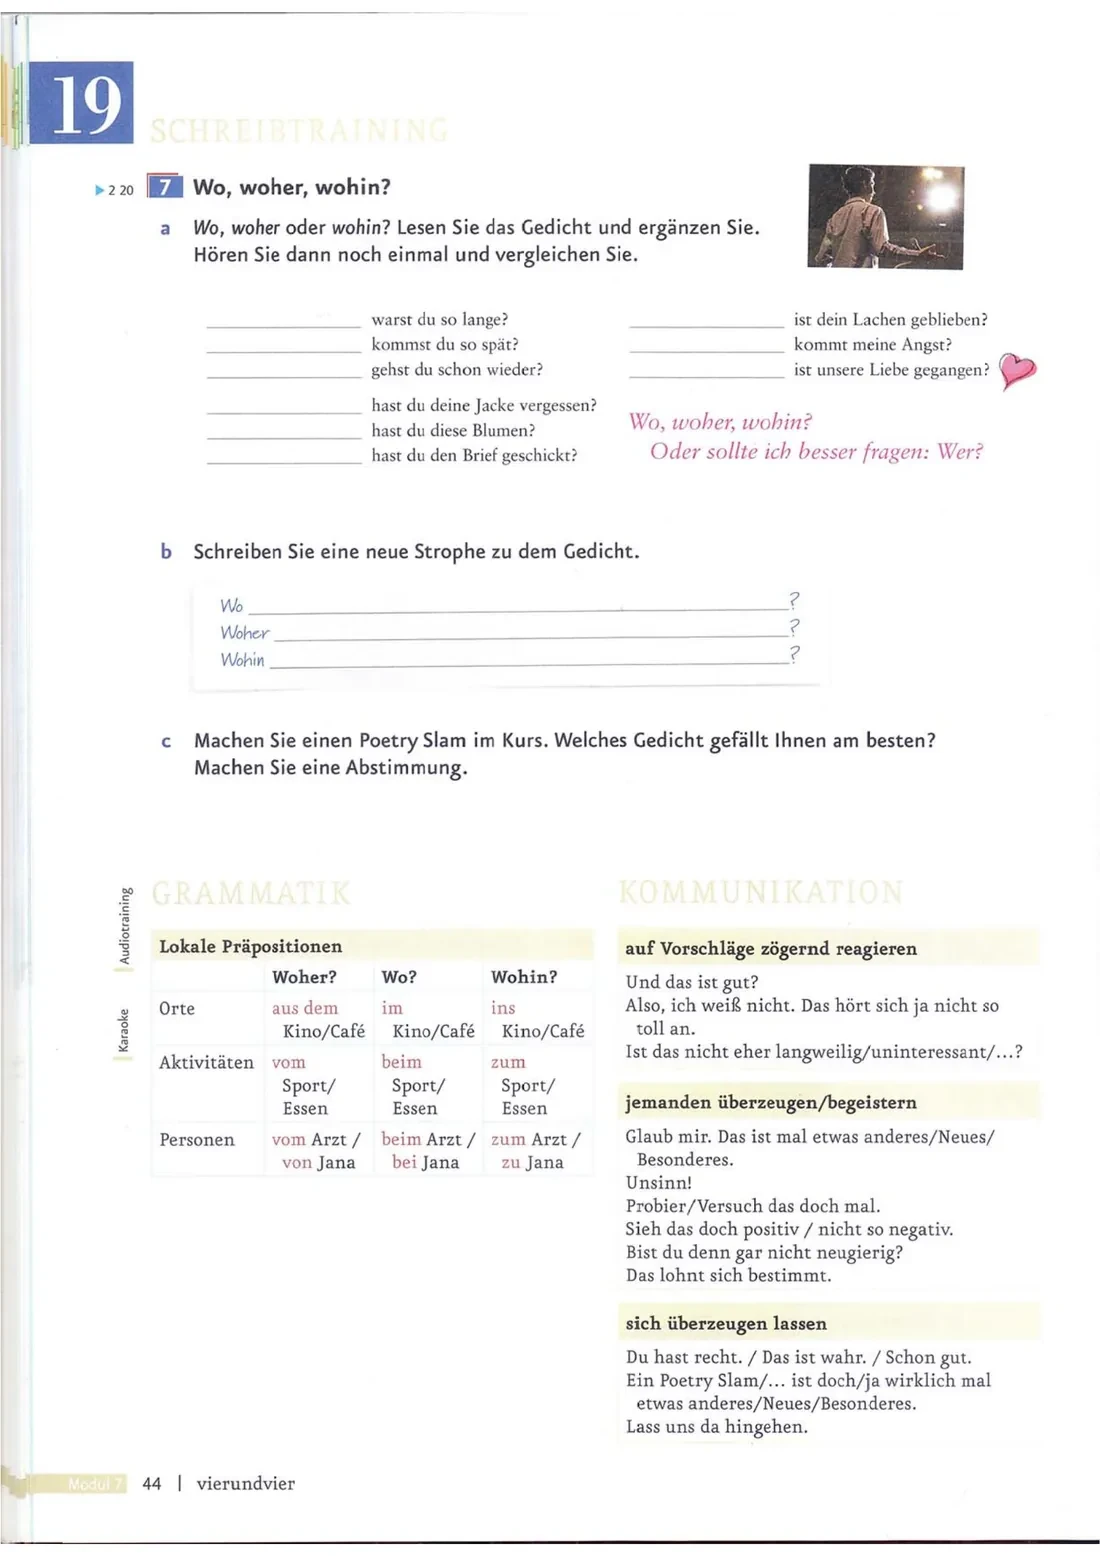 19
SCHREIBTRAINING
▶ 2 20 7 Wo, woher, wohin?
a Wo, woher oder wohin? Lesen Sie das Gedicht und ergänzen Sie.
Hören Sie dann noch einmal und vergleichen Sie.
____________ warst du so lange?
____________ kommst du so spät?
____________ gehst du schon wieder?
____________ hast du deine Jacke vergessen?
____________ hast du diese Blumen?
____________ hast du den Brief geschickt?
____________ ist dein Lachen geblieben?
____________ kommt meine Angst?
____________ ist unsere Liebe gegangen?
Wo, woher, wohin?
Oder sollte ich besser fragen: Wer?
b Schreiben Sie eine neue Strophe zu dem Gedicht.
Wo ____________?
Woher ____________?
Wohin ____________?
c Machen Sie einen Poetry Slam im Kurs. Welches Gedicht gefällt Ihnen am besten?
Machen Sie eine Abstimmung.
Audiotraining
Karaoke
GRAMMATIK
Lokale Präpositionen
Woher? Wo? Wohin?
Orte aus dem im ins
Kino/Café Kino/Café Kino/Café
Aktivitäten vom beim zum
Sport/ Sport/ Sport/
Essen Essen Essen
Personen vom Arzt / beim Arzt / zum Arzt /
von Jana bei Jana zu Jana
KOMMUNIKATION
auf Vorschläge zögernd reagieren
Und das ist gut?
Also, ich weiß nicht. Das hört sich ja nicht so
toll an.
Ist das nicht eher langweilig/uninteressant/...?
jemanden überzeugen/begeistern
Glaub mir. Das ist mal etwas anderes/Neues/
Besonderes.
Unsinn!
Probier/Versuch das doch mal.
Sieh das doch positiv / nicht so negativ.
Bist du denn gar nicht neugierig?
Das lohnt sich bestimmt.
sich überzeugen lassen
Du hast recht. / Das ist wahr. / Schon gut.
Ein Poetry Slam/... ist doch/ja wirklich mal
etwas anderes/Neues/Besonderes.
Lass uns da hingehen.
Modul 7 44 | vierundvier